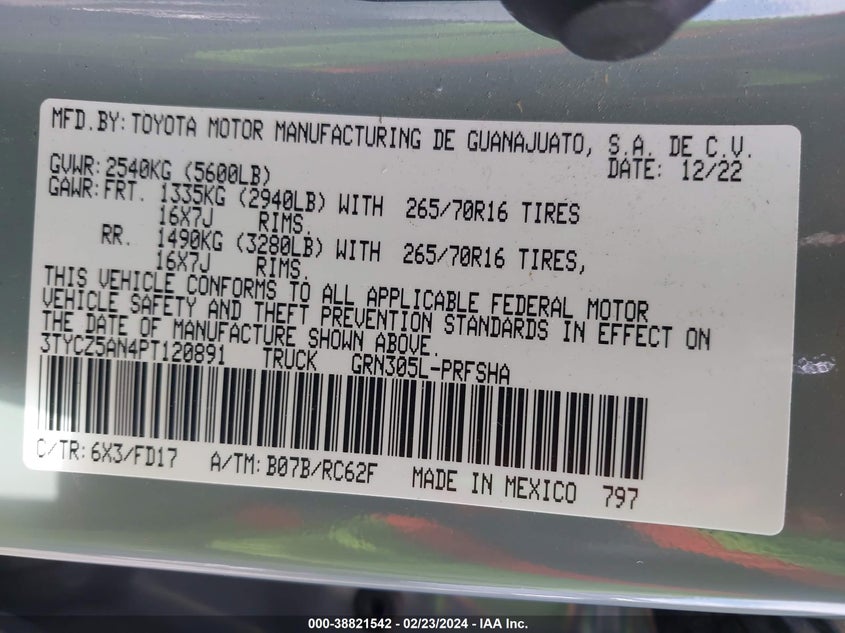 MFD.BY: TOYOTA MOTOR MANUFACTURING DE GUANAJUATO, S.A. DE C.V.
GVWR: 2540KG (5600LB) DATE: 12/22
GAWR: FRT. 1335KG (2940LB) WITH 265/70R16 TIRES
16X7J RIMS.
RR. 1490KG (3280LB) WITH 265/70R16 TIRES,
16X7J RIMS.
THIS VEHICLE CONFORMS TO ALL APPLICABLE FEDERAL MOTOR
VEHICLE SAFETY AND THEFT PREVENTION STANDARDS IN EFFECT ON
THE DATE OF MANUFACTURE SHOWN ABOVE.
3TYCZ5AN4PT120891 TRUCK GRN305L-PRFSHA
C/TR: 6X3/FD17 A/TM: B07B/RC62F MADE IN MEXICO 797
000-38821542 - 02/23/2024 - IAA Inc.